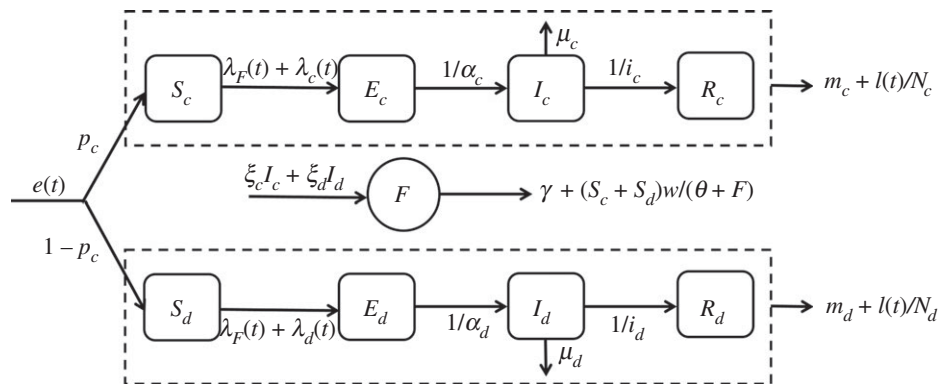 μ_c
λ_F(t) + λ_c(t)
1/α_c
1/i_c
S_c
E_c
I_c
R_c
m_c + l(t)/N_c
p_c
e(t)
ξ_cI_c + ξ_dI_d
F
γ + (S_c + S_d)w/(θ + F)
1 – p_c
S_d
E_d
I_d
R_d
m_d + l(t)/N_d
λ_F(t) + λ_d(t)
1/α_d
1/i_d
μ_d